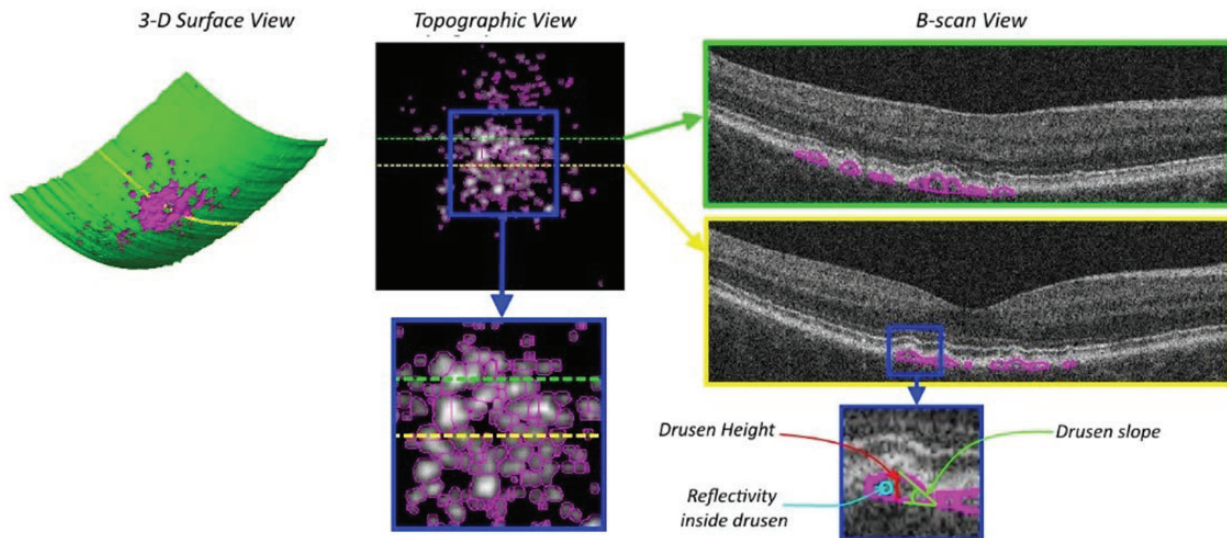 3-D Surface View
Topographic View
B-scan View
Drusen Height
Drusen slope
Reflectivity
inside drusen